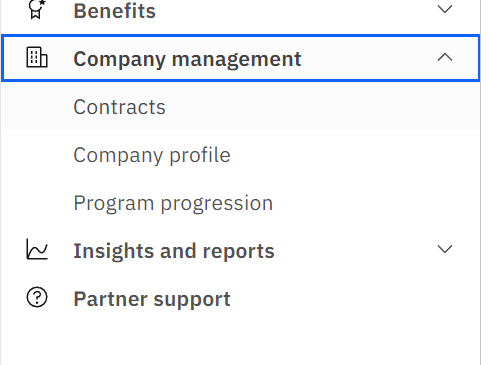 Benefits
Company management
Contracts
Company profile
Program progression
Insights and reports
Partner support